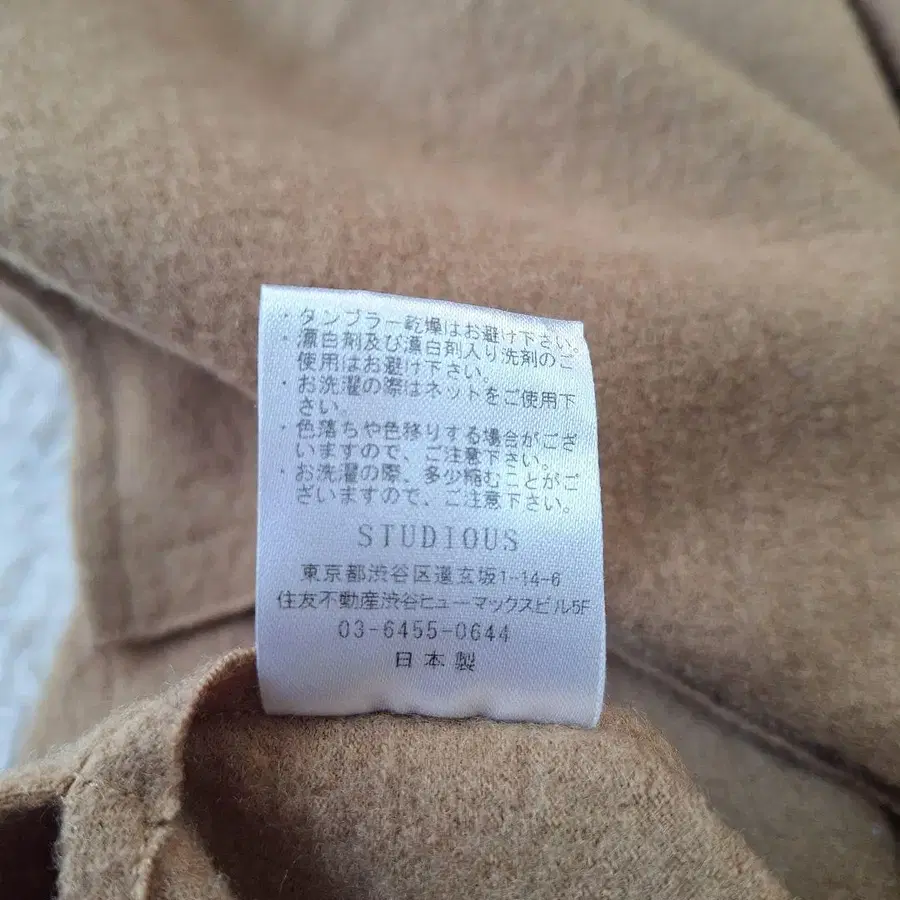 ・タンブラー乾燥はお避け下さい。
・漂白剤及び漂白剤入り洗剤のご
使用はお避け下さい。
・お洗濯の際はネットをご使用下
さい。
・色落ちや色移りする場合がござ
いますので、ご注意下さい。
・お洗濯の際、多少縮むことがご
ざいますので、ご注意下さい。
STUDIOUS
東京都渋谷区道玄坂1-14-6
住友不動産渋谷ヒューマックスビル5F
03-6455-0644
日本製